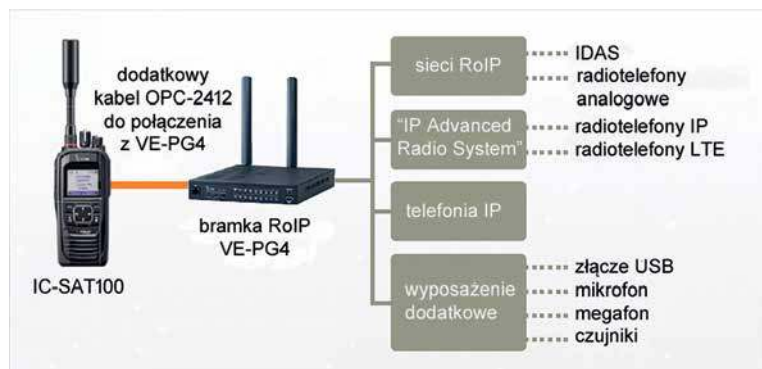 dodatkowy
kabel OPC-2412
do połączenia
z VE-PG4
IC-SAT100
bramka RoIP
VE-PG4
sieci RoIP
IDAS
radiotelefony
analogowe
"IP Advanced
Radio System"
radiotelefony IP
radiotelefony LTE
telefonia IP
wyposażenie
dodatkowe
złącze USB
mikrofon
megafon
czujniki